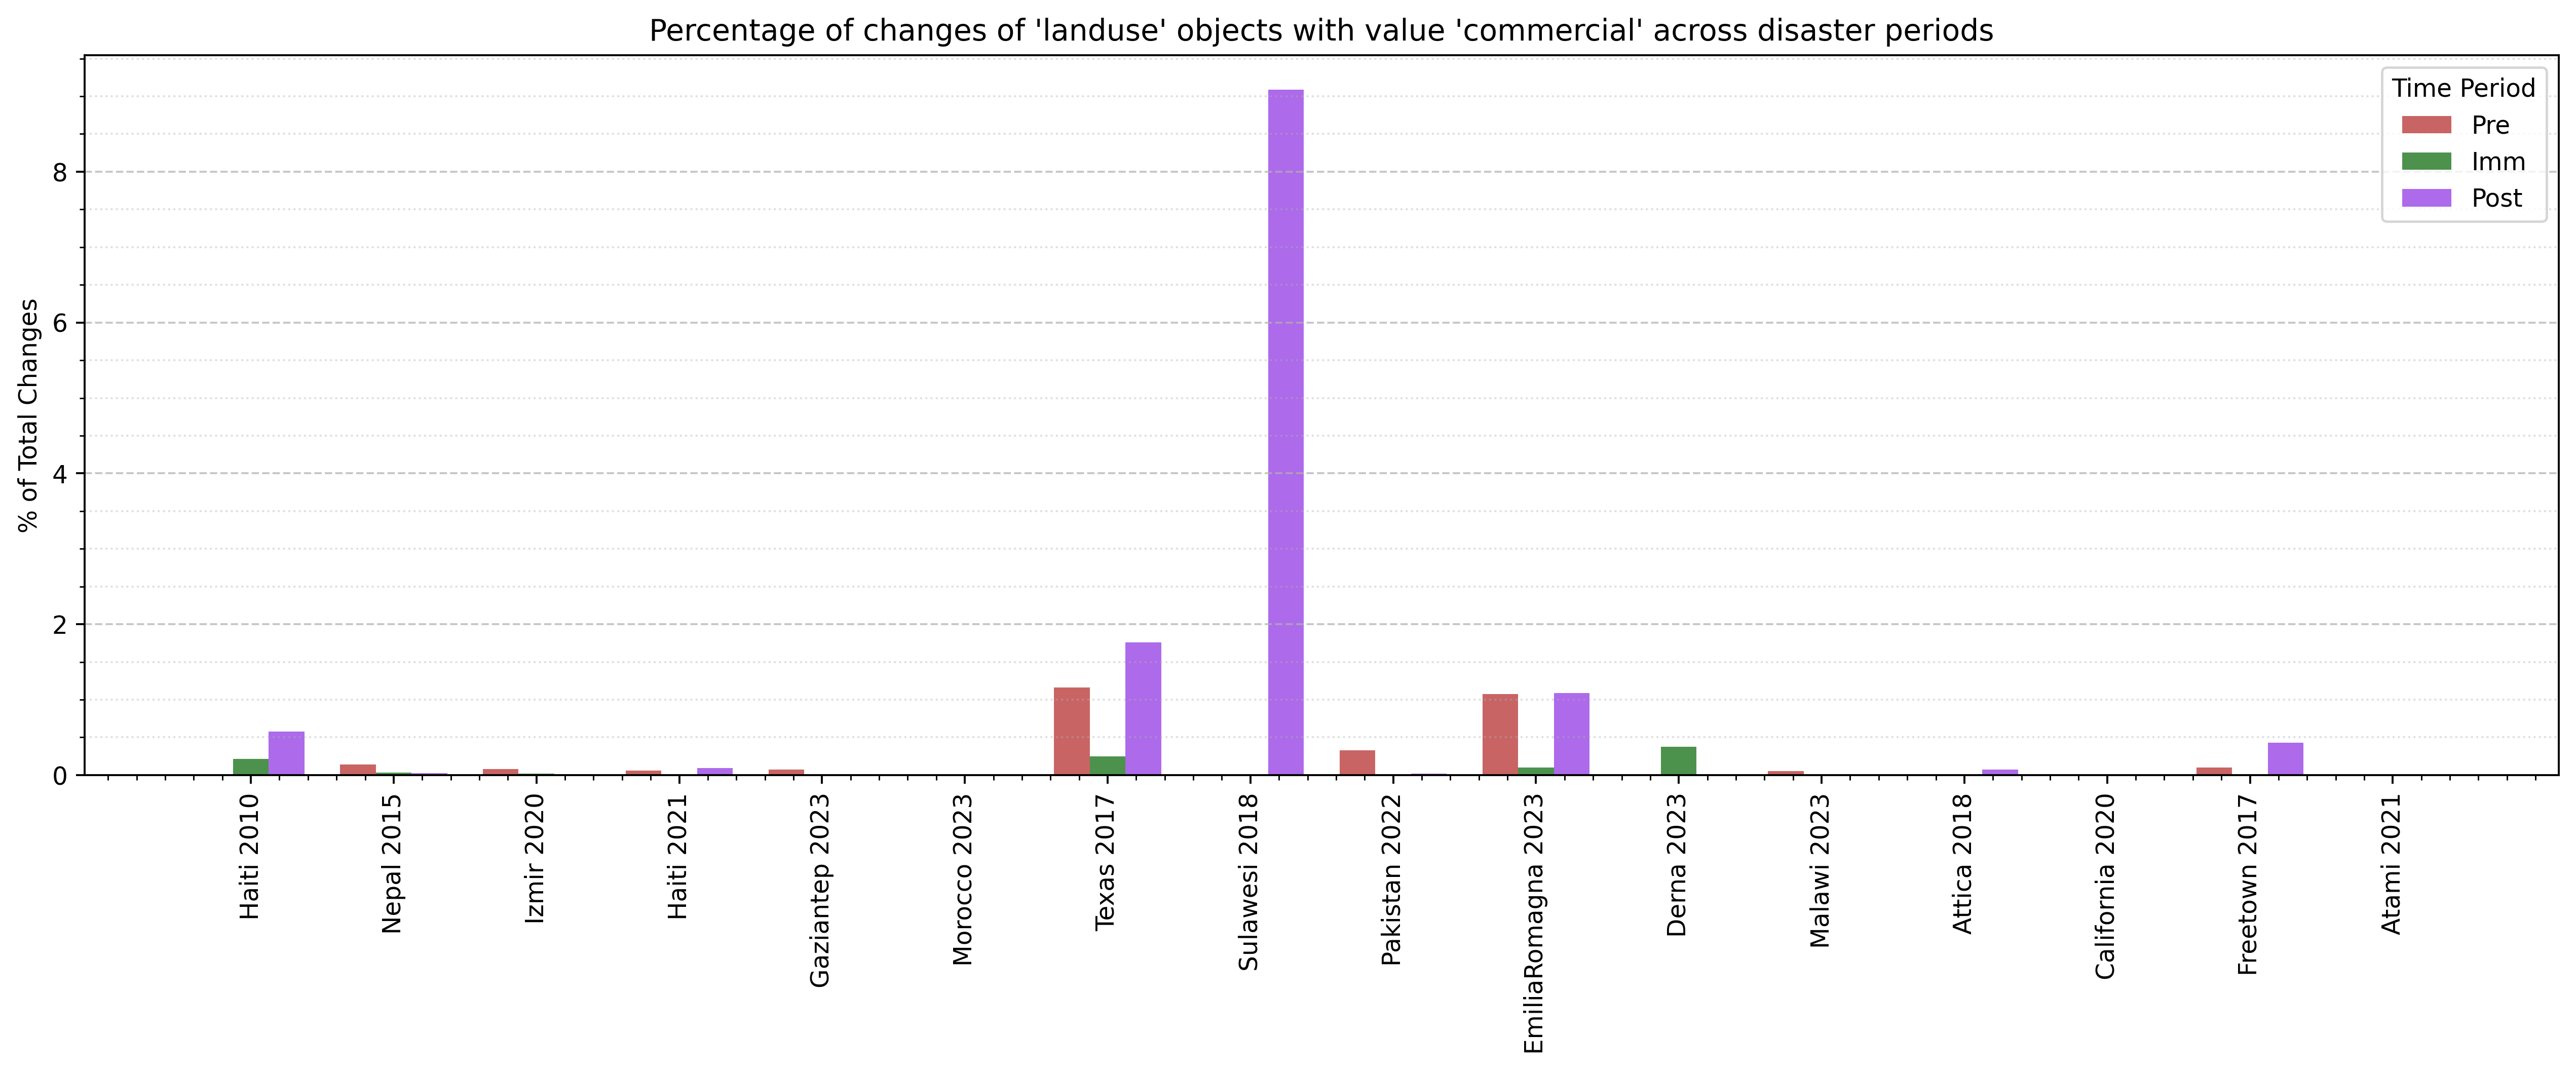 Percentage of changes of 'landuse' objects with value 'commercial' across disaster periods
Time Period
Pre
Imm
Post
% of Total Changes
8
6
4
2
0
Haiti 2010
Nepal 2015
Izmir 2020
Haiti 2021
Gaziantep 2023
Morocco 2023
Texas 2017
Sulawesi 2018
Pakistan 2022
EmiliaRomagna 2023
Derna 2023
Malawi 2023
Attica 2018
California 2020
Freetown 2017
Atami 2021